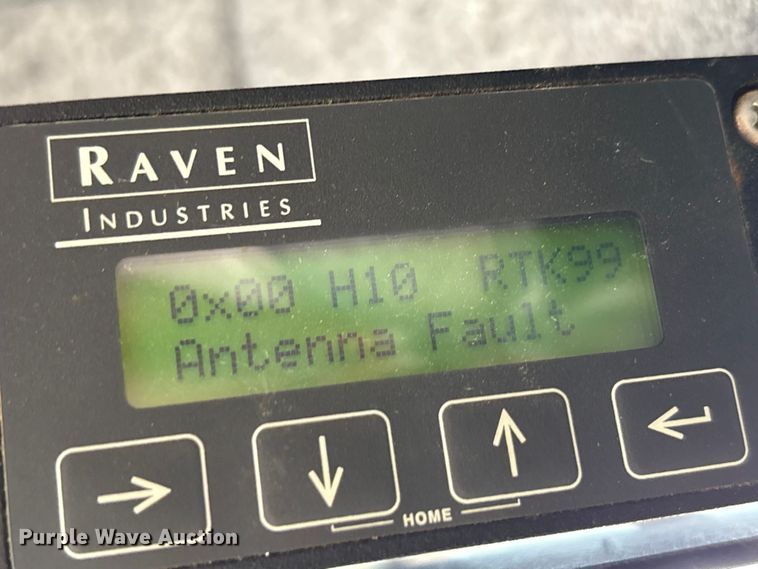 RAVEN
INDUSTRIES
0x00 H10 RTK99
Antenna Fault
HOME
Purple Wave Auction